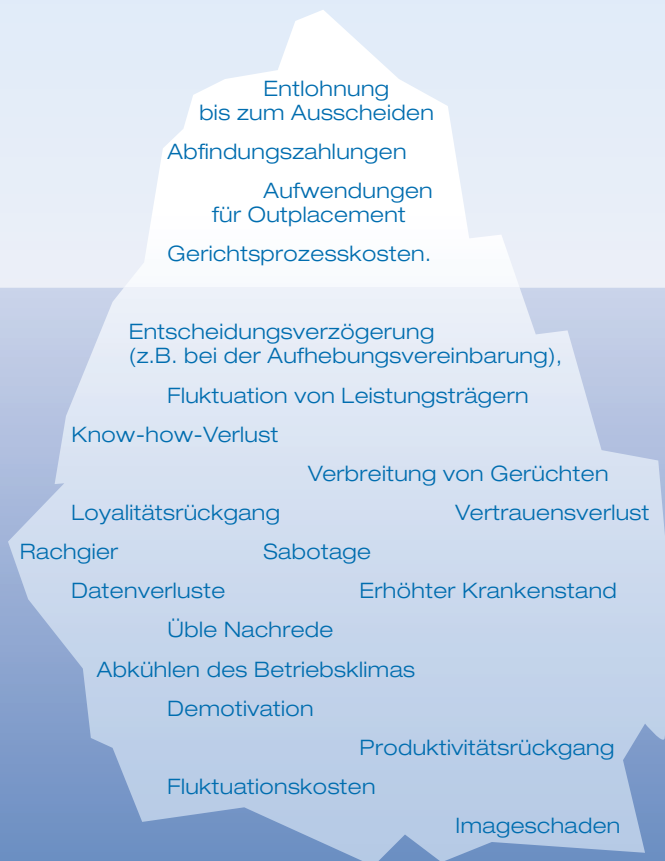 Entlohnung
bis zum Ausscheiden
Abfindungszahlungen
Aufwendungen
für Outplacement
Gerichtsprozesskosten.
Entscheidungsverzögerung
(z.B. bei der Aufhebungsvereinbarung),
Fluktuation von Leistungsträgern
Know-how-Verlust
Verbreitung von Gerüchten
Loyalitätsrückgang Vertrauensverlust
Rachgier Sabotage
Datenverluste Erhöhter Krankenstand
Üble Nachrede
Abkühlen des Betriebsklimas
Demotivation
Produktivitätsrückgang
Fluktuationskosten
Imageschaden